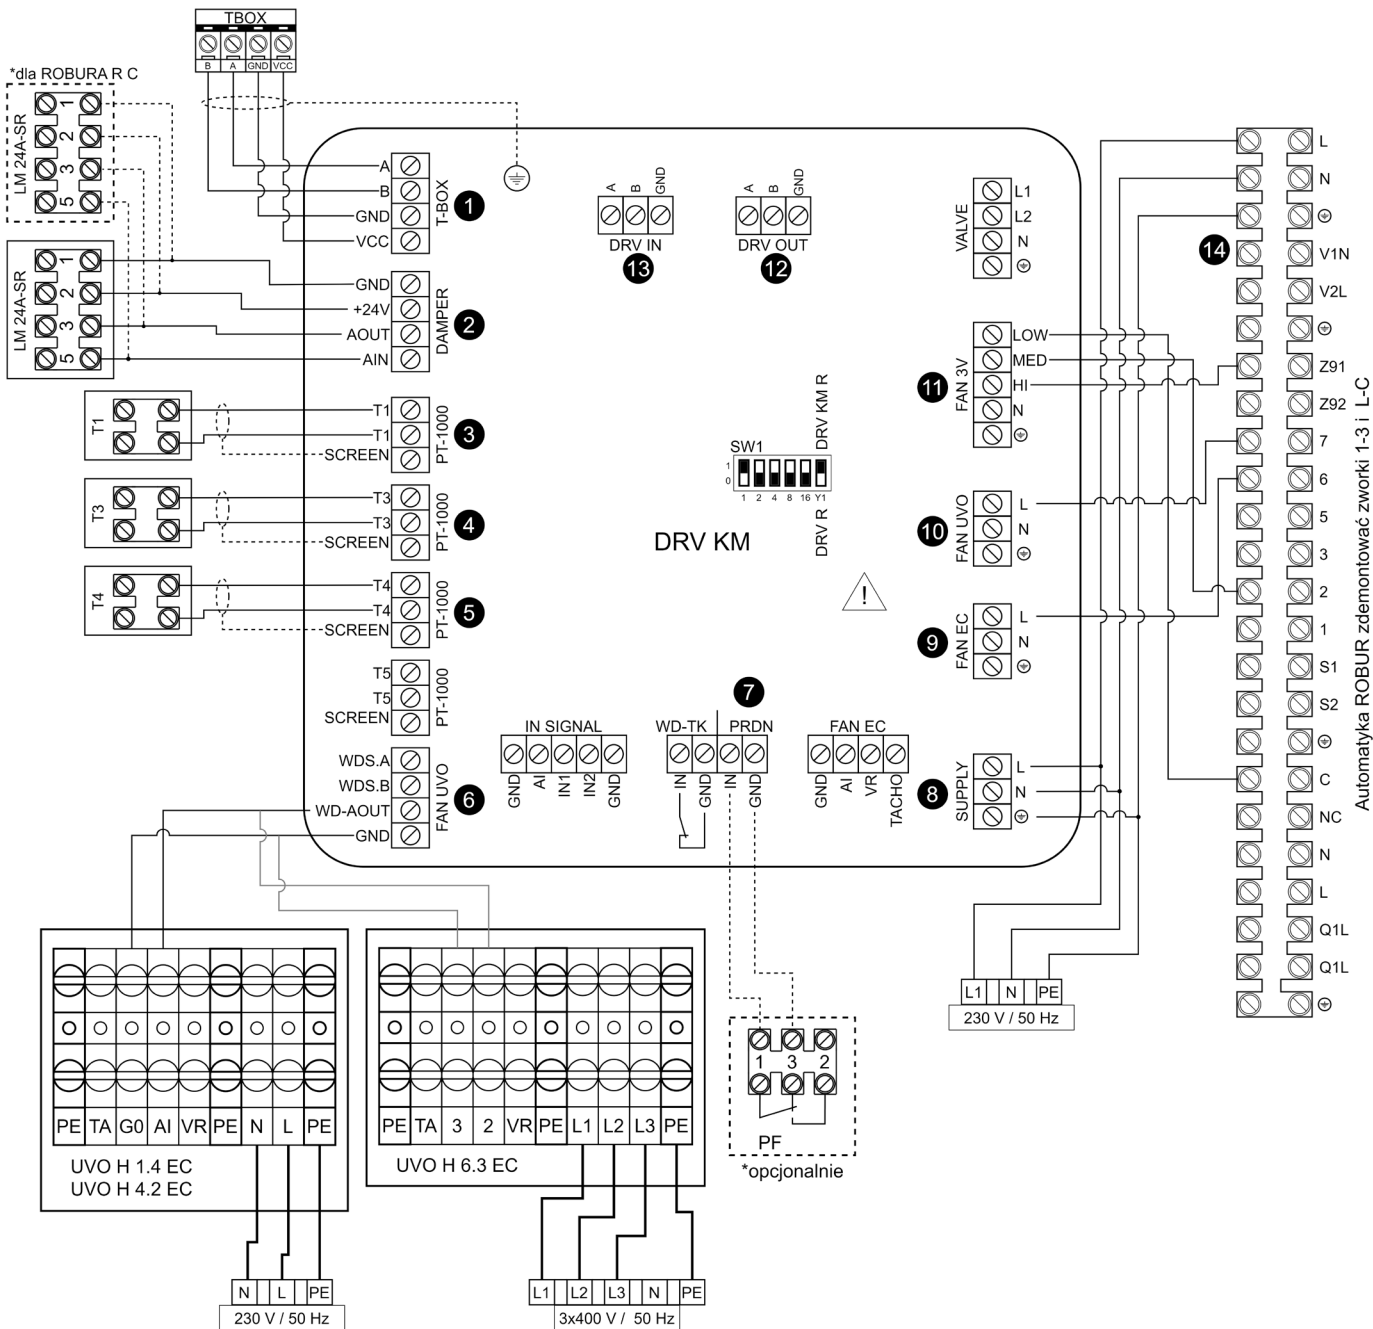 TBOX
B A GND VCC
*dla ROBURA R C
LM 24A-SR
1
2
3
5
LM 24A-SR
1
2
3
5
A
B
GND
VCC
T-BOX
1
GND
+24V
AOUT
AIN
DAMPER
2
T1
T1
T1
SCREEN
PT-1000
3
T3
T3
T3
SCREEN
PT-1000
4
T4
T4
T4
SCREEN
PT-1000
5
T5
T5
SCREEN
PT-1000
WDS.A
WDS.B
WD-AOUT
GND
FAN UVO
6
A B GND
DRV IN
13
A B GND
DRV OUT
12
SW1
1
0
1 2 4 8 16 Y1
DRV KM R
DRV R
DRV KM
!
IN SIGNAL
GND AI IN1 IN2 GND
7
WD-TK PRDN
IN GND IN GND
FAN EC
GND AI VR TACHO
VALVE
L1
L2
N
FAN 3V
11
LOW
MED
HI
N
FAN UVO
10
L
N
FAN EC
9
L
N
SUPPLY
8
L
N
14
L
N
V1N
V2L
Z91
Z92
7
6
5
3
2
1
S1
S2
C
NC
N
L
Q1L
Q1L
Automatyka ROBUR zdemontować zworki 1-3 i L-C
L1 N PE
230 V / 50 Hz
1 3 2
PF
*opcjonalnie
PE TA G0 AI VR PE N L PE
UVO H 1.4 EC
UVO H 4.2 EC
N L PE
230 V / 50 Hz
PE TA 3 2 VR PE L1 L2 L3 PE
UVO H 6.3 EC
L1 L2 L3 N PE
3x400 V / 50 Hz